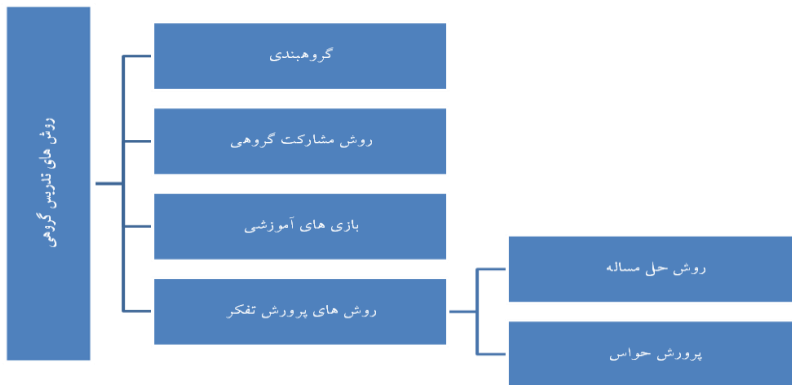 روش های تدریس گروهی
گروهبندی
روش مشارکت گروهی
بازی های آموزشی
روش های پرورش تفکر
روش حل مساله
پرورش حواس